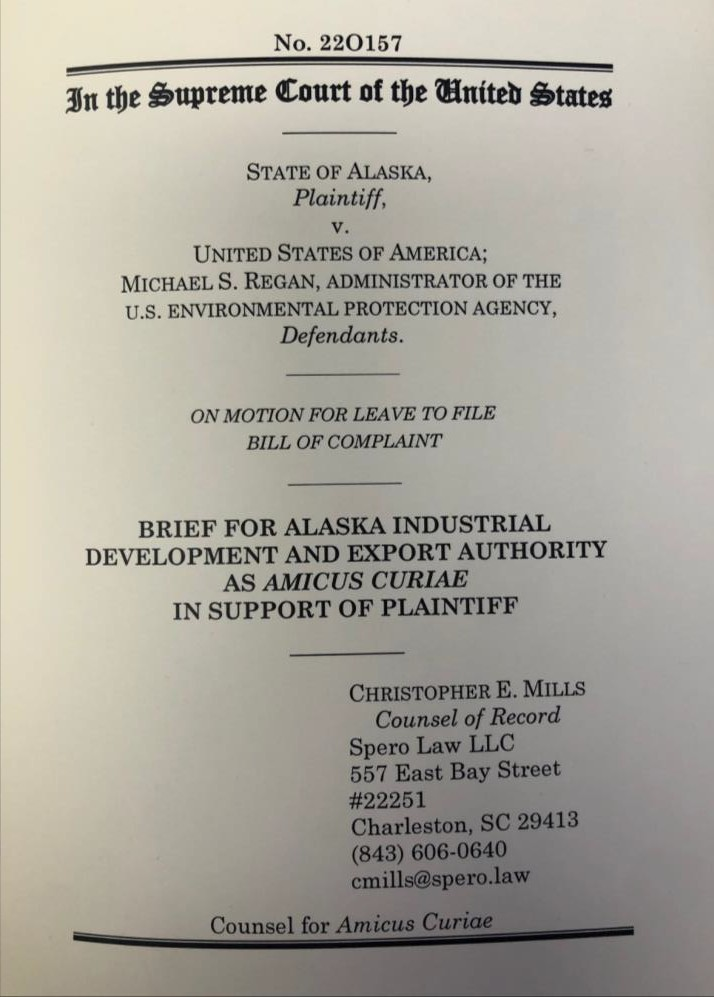 No. 22O157
In the Supreme Court of the United States
STATE OF ALASKA,
Plaintiff,
v.
UNITED STATES OF AMERICA;
MICHAEL S. REGAN, ADMINISTRATOR OF THE
U.S. ENVIRONMENTAL PROTECTION AGENCY,
Defendants.
ON MOTION FOR LEAVE TO FILE
BILL OF COMPLAINT
BRIEF FOR ALASKA INDUSTRIAL
DEVELOPMENT AND EXPORT AUTHORITY
AS AMICUS CURIAE
IN SUPPORT OF PLAINTIFF
CHRISTOPHER E. MILLS
Counsel of Record
Spero Law LLC
557 East Bay Street
#22251
Charleston, SC 29413
(843) 606-0640
cmills@spero.law
Counsel for Amicus Curiae